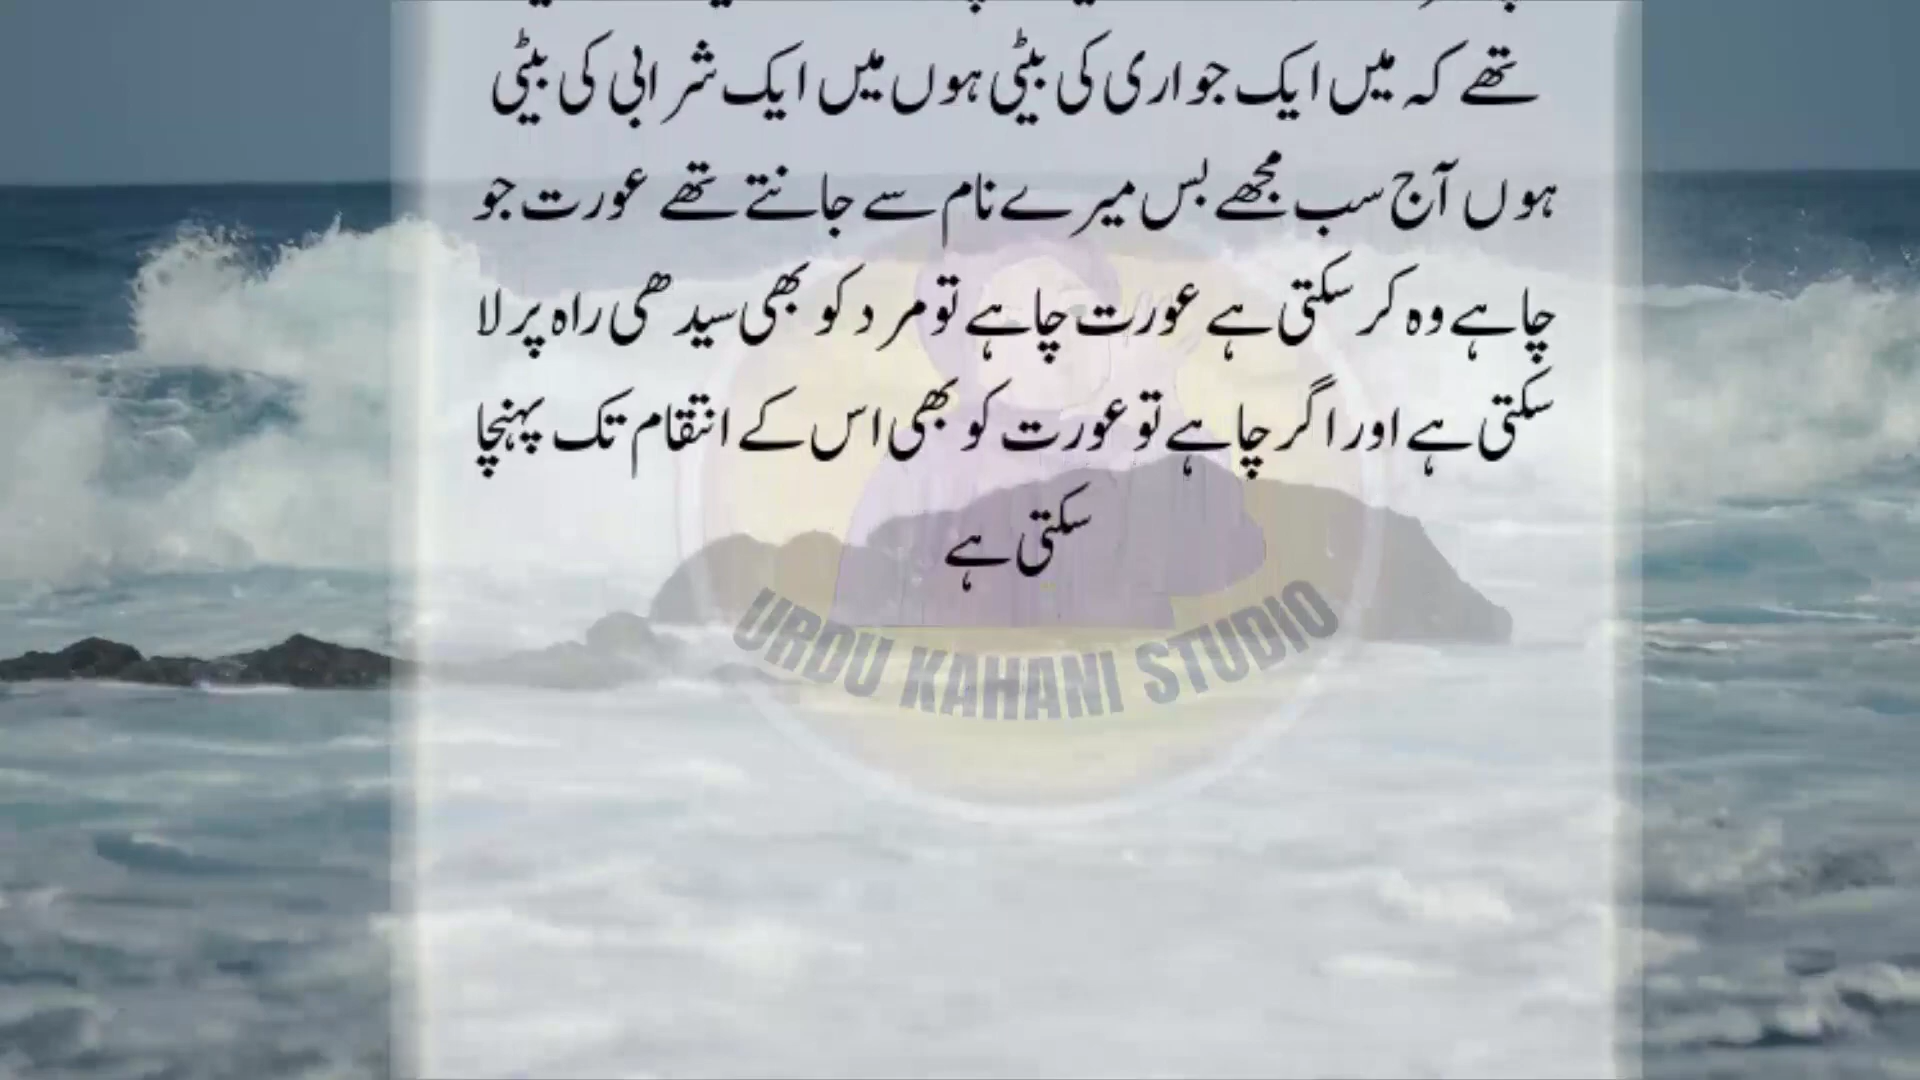 تھے کہ میں ایک جواری کی بیٹی ہوں میں ایک شرابی کی بیٹی
ہوں آج سب مجھے بس میرے نام سے جانتے تھے عورت جو
چاہے وہ کر سکتی ہے عورت چاہے تو مرد کو بھی سیدھی راہ پر لا
سکتی ہے اور اگر چاہے تو عورت کو بھی اس کے انتقام تک پہنچا
سکتی ہے
URDU KAHANI STUDIO